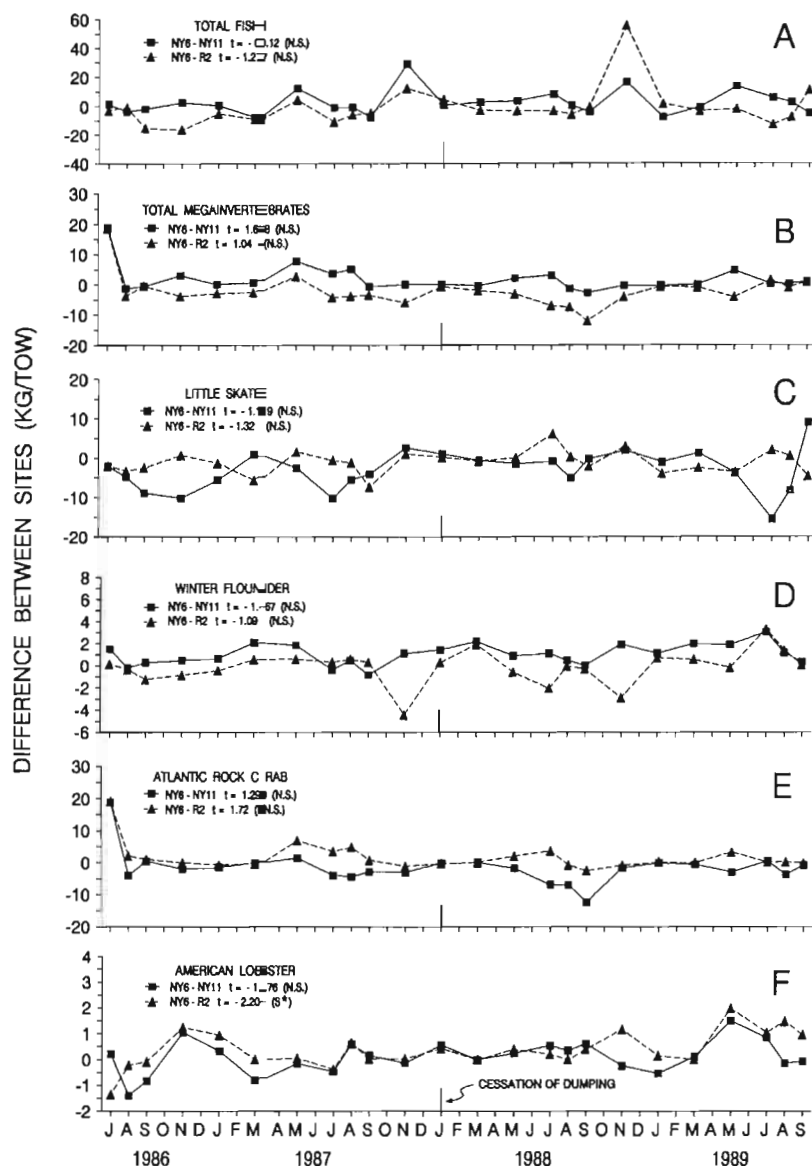 DIFFERENCE BETWEEN SITES (KG/TOW)
TOTAL FISH
NY6-NY11 (N.S.)
NY6-R2 (N.S.)
A
60
40
20
0
-20
-40
TOTAL MEGAINVERTEBRATES
NY6-NY11 (N.S.)
NY6-R2 t = 1.04 (N.S.)
B
30
20
10
0
-10
-20
LITTLE SKATE
NY6-NY11 (N.S.)
NY6-R2 t = -1.32 (N.S.)
C
20
10
0
-10
-20
WINTER FLOUNDER
NY6-NY11 (N.S.)
NY6-R2 t = -1.09 (N.S.)
D
8
6
4
2
0
-2
-4
-6
ATLANTIC ROCK CRAB
NY6-NY11 (N.S.)
NY6-R2 t = 1.72 (N.S.)
E
30
20
10
0
-10
-20
AMERICAN LOBSTER
NY6-NY11 (N.S.)
NY6-R2 t = -2.20 (S*)
F
4
3
2
1
0
-1
-2
CESSATION OF DUMPING
J A S N D J F M A M J J A S O N D J F M A M J J A S O N D J F M A M J J A S
1986 1987 1988 1989